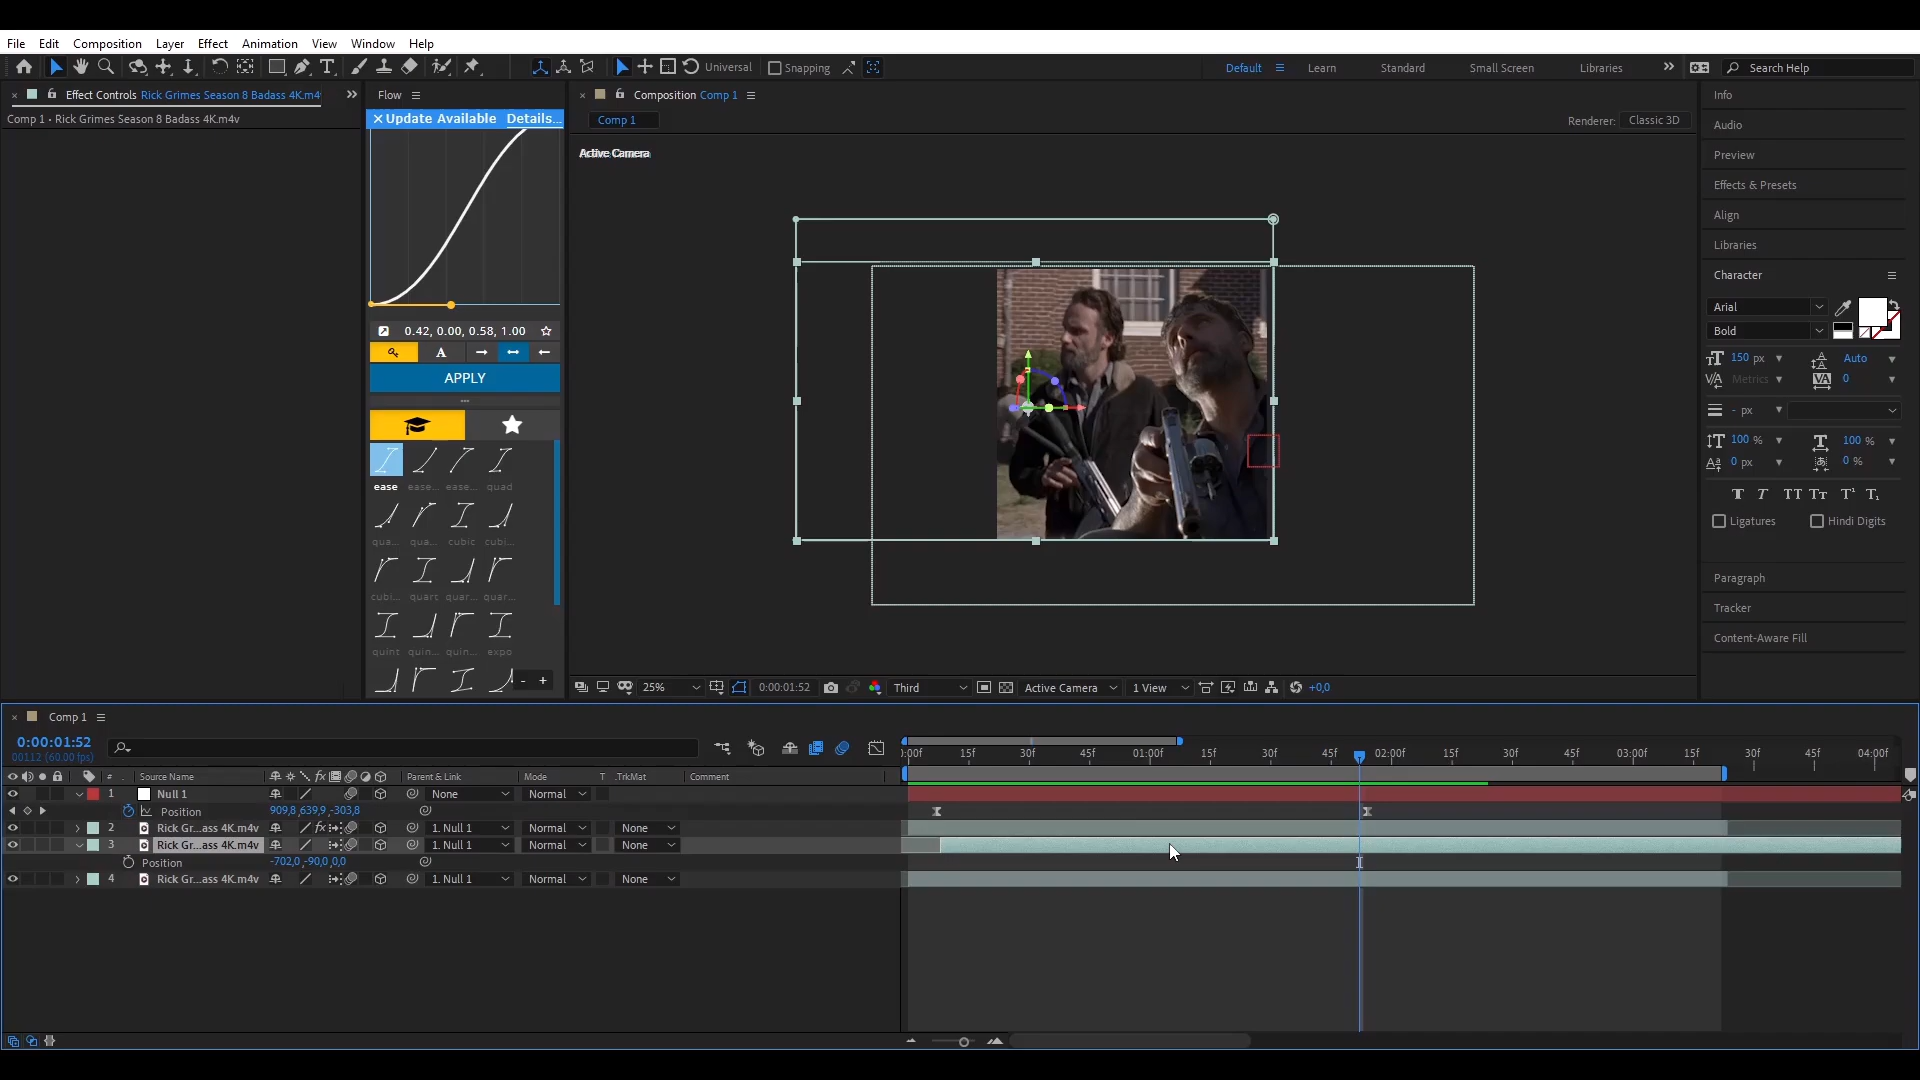 File Edit Composition Layer Effect Animation View Window Help
Universal Snapping Default Learn Standard Small Screen Libraries Search Help
Effect Controls Rick Grimes Season 8 Badass 4K.m4
Comp 1 • Rick Grimes Season 8 Badass 4K.m4v
Flow
Update Available Details...
0.42, 0.00, 0.58, 1.00
A
APPLY
ease ease... ease... quad
qua... qua... cubic cubi...
cubi... quart quar... quar...
quint quin... quin... expo
- +
Composition Comp 1
Comp 1
Renderer: Classic 3D
Active Camera
25% 0:00:01:52 Third Active Camera 1 View +0,0
Info
Audio
Preview
Effects & Presets
Align
Libraries
Character
Arial
Bold
150 px Auto
Metrics 0
- px
100 % 100 %
0 px 0 %
T T TT Tt T¹ T₁
Ligatures Hindi Digits
Paragraph
Tracker
Content-Aware Fill
Comp 1
0:00:01:52
00112 (60.00 fps)
:00f 15f 30f 45f 01:00f 15f 30f 45f 02:00f 15f 30f 45f 03:00f 15f 30f 45f 04:00f
# Source Name Parent & Link Mode T .TrkMat Comment
1 Null 1 None Normal
Position 909,8,639,9,-303,8
2 Rick Gr...ass 4K.m4v 1. Null 1 Normal None
3 Rick Gr...ass 4K.m4v 1. Null 1 Normal None
Position -702,0,-90,0,0,0
4 Rick Gr...ass 4K.m4v 1. Null 1 Normal None